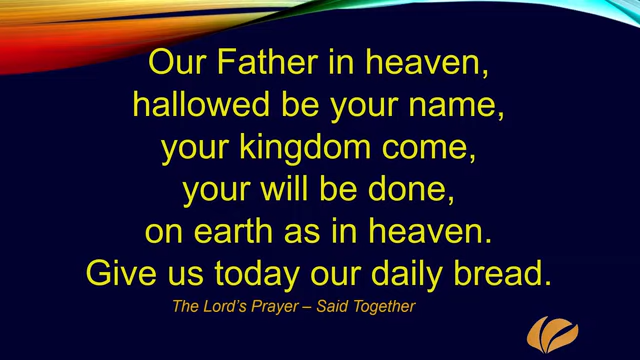 Our Father in heaven,
hallowed be your name,
your kingdom come,
your will be done,
on earth as in heaven.
Give us today our daily bread.
The Lord's Prayer – Said Together